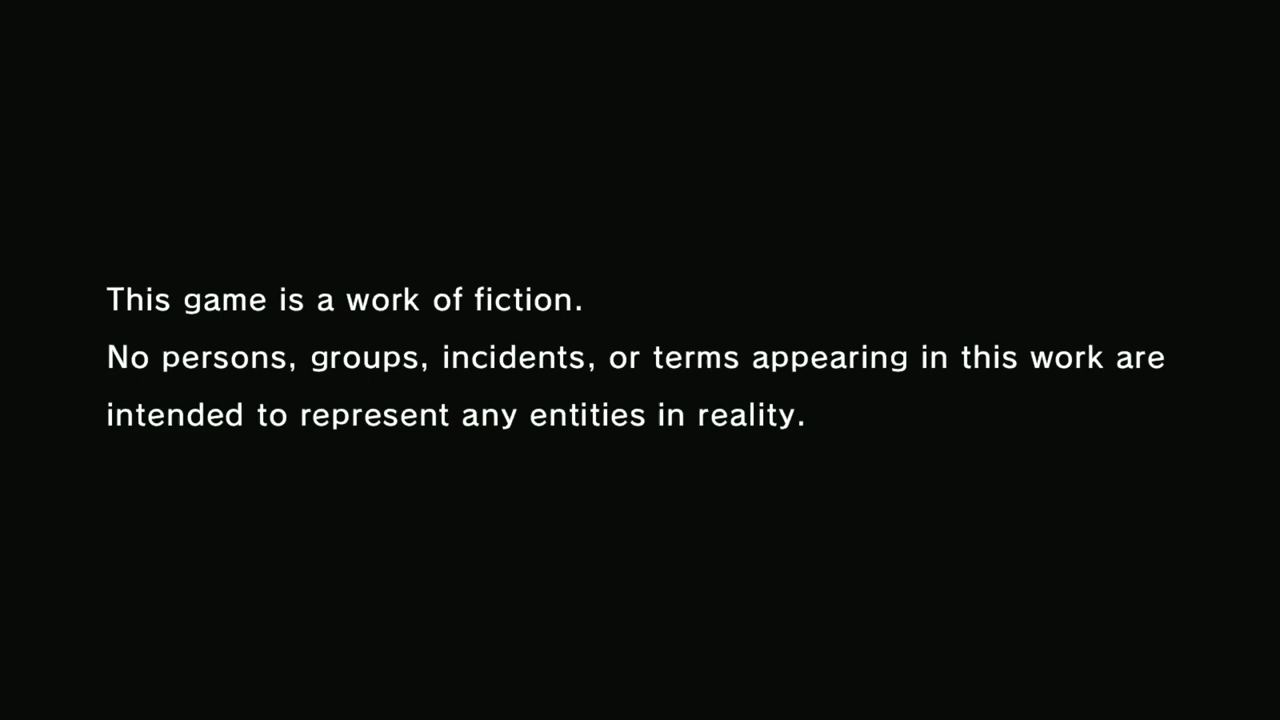 This game is a work of fiction.
No persons, groups, incidents, or terms appearing in this work are
intended to represent any entities in reality.